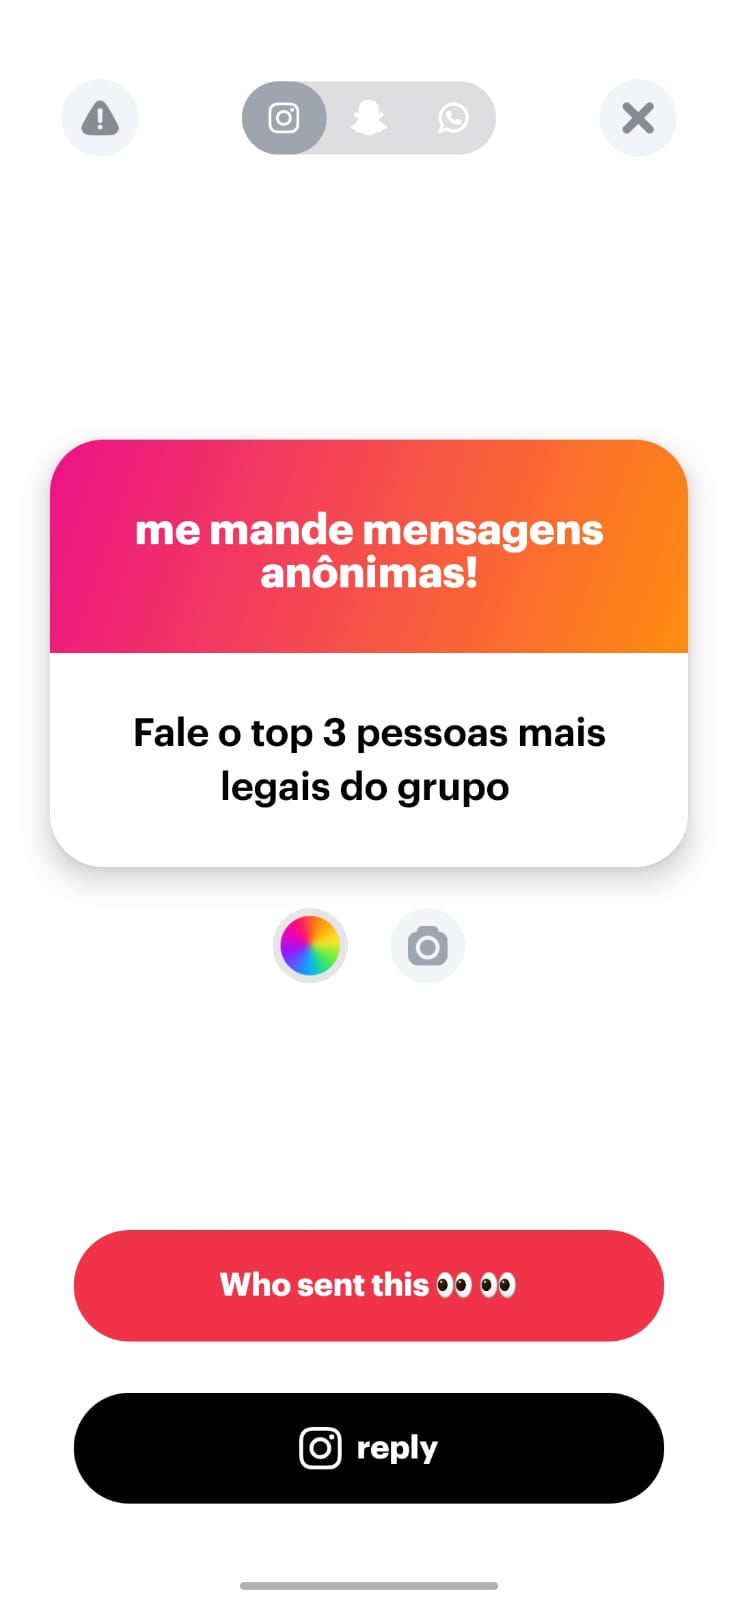 me mande mensagens
anônimas!
Fale o top 3 pessoas mais
legais do grupo
Who sent this 👀 👀
reply